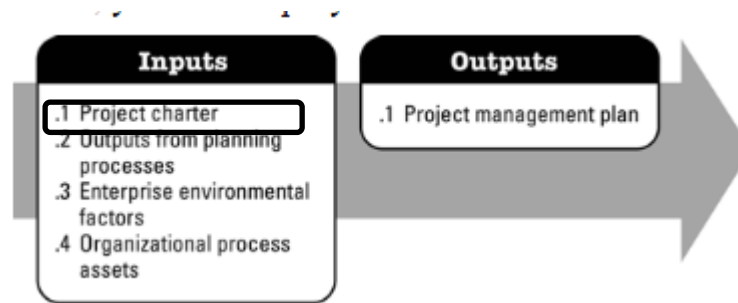 Inputs
.1 Project charter
.2 Outputs from planning
processes
.3 Enterprise environmental
factors
.4 Organizational process
assets
Outputs
.1 Project management plan